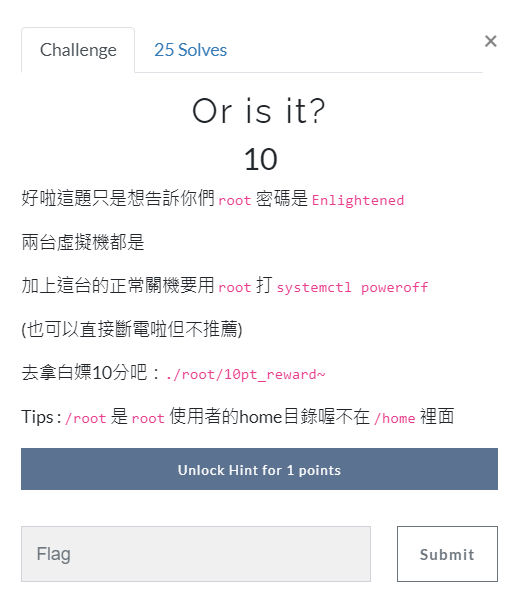 Challenge
25 Solves
×
Or is it?
10
好啦這題只是想告訴你們 root 密碼是 Enlightened
兩台虛擬機都是
加上這台的正常關機要用 root 打 systemctl poweroff
(也可以直接斷電啦但不推薦)
去拿白嫖10分吧：./root/10pt_reward~
Tips : /root 是 root 使用者的home目錄喔不在 /home 裡面
Unlock Hint for 1 points
Flag
Submit